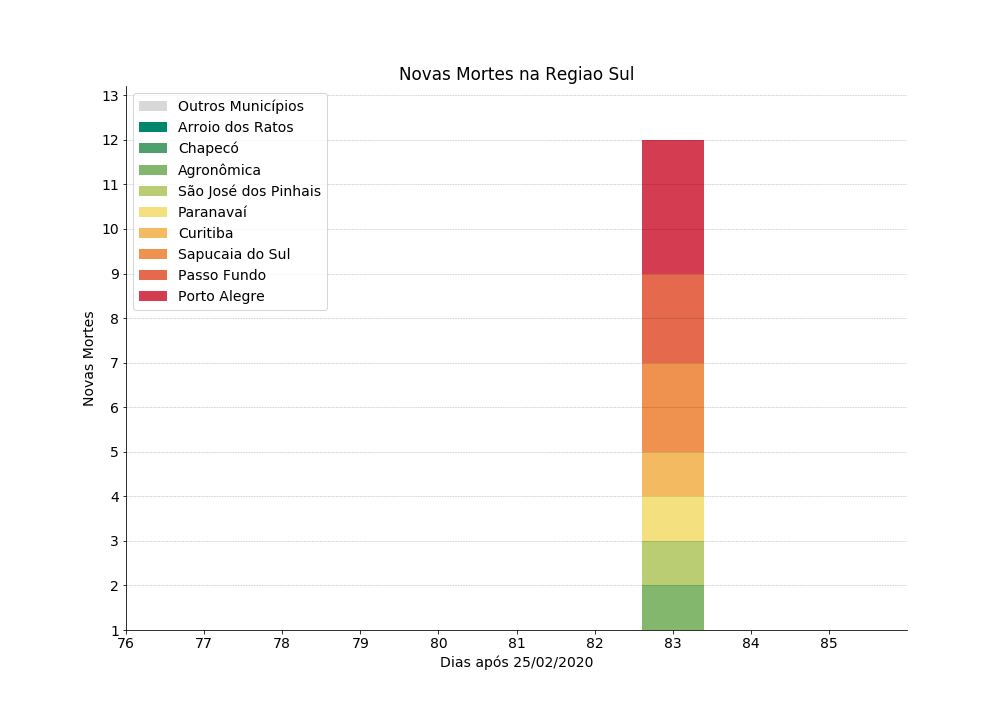 Novas Mortes na Regiao Sul
Outros Municípios
Arroio dos Ratos
Chapecó
Agronômica
São José dos Pinhais
Paranavaí
Curitiba
Sapucaia do Sul
Passo Fundo
Porto Alegre
Novas Mortes
13
12
11
10
9
8
7
6
5
4
3
2
1
76 77 78 79 80 81 82 83 84 85
Dias após 25/02/2020